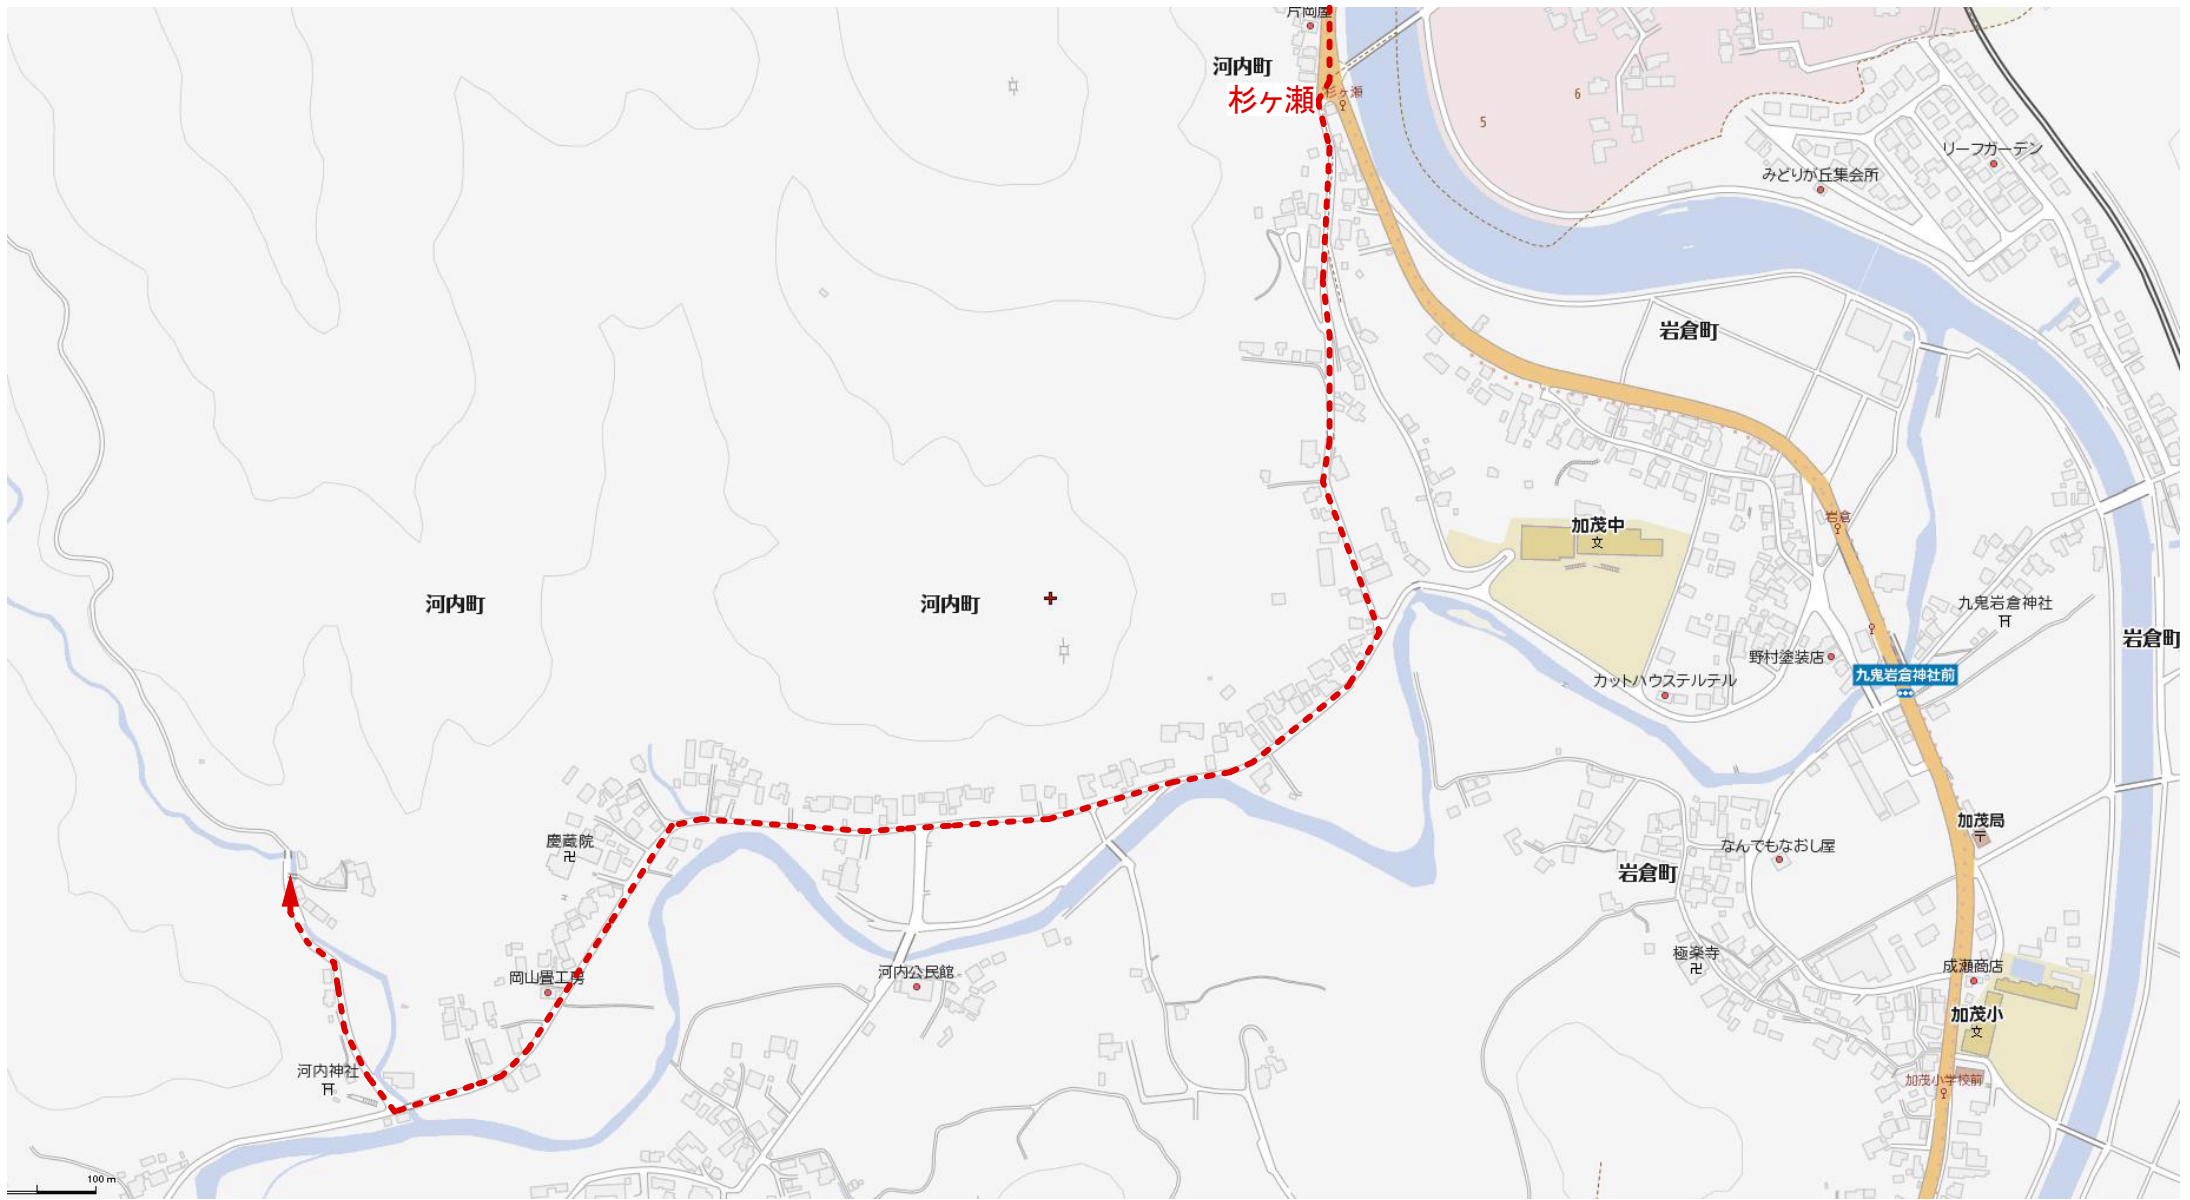 片岡屋
河内町
杉ヶ瀬
杉ヶ瀬
6
5
リーフガーデン
みどりが丘集会所
岩倉町
加茂中
文
岩倉
河内町
河内町
九鬼岩倉神社
岩倉町
野村塗装店
九鬼岩倉神社前
カットハウステルテル
加茂局
慶蔵院
卍
なんでもなおし屋
岩倉町
極楽寺
卍
成瀬商店
岡山畳工房
河内公民館
加茂小
文
河内神社
加茂小学校前
100 m